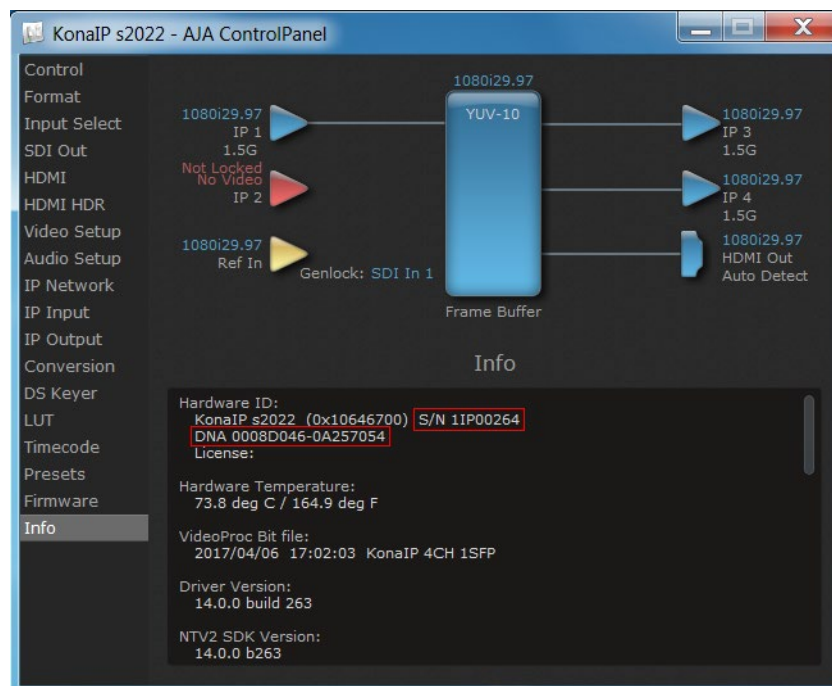 KonaIP s2022 - AJA ControlPanel
Control
Format
Input Select
SDI Out
HDMI
HDMI HDR
Video Setup
Audio Setup
IP Network
IP Input
IP Output
Conversion
DS Keyer
LUT
Timecode
Presets
Firmware
Info
1080i29.97
YUV-10
Frame Buffer
1080i29.97
IP 1
1.5G
Not Locked
No Video
IP 2
1080i29.97
Ref In
Genlock: SDI In 1
1080i29.97
IP 3
1.5G
1080i29.97
IP 4
1.5G
1080i29.97
HDMI Out
Auto Detect
Info
Hardware ID:
KonaIP s2022 (0x10646700) S/N 1IP00264
DNA 0008D046-0A257054
License:
Hardware Temperature:
73.8 deg C / 164.9 deg F
VideoProc Bit file:
2017/04/06 17:02:03 KonaIP 4CH 1SFP
Driver Version:
14.0.0 build 263
NTV2 SDK Version:
14.0.0 b263